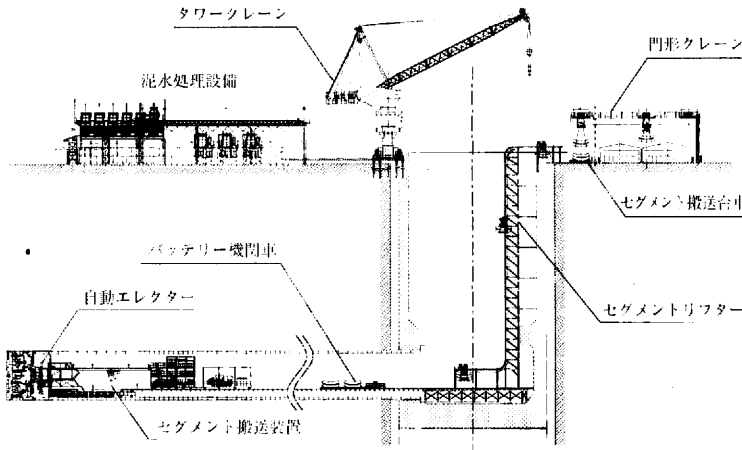 タワークレーン
門形クレーン
泥水処理設備
セグメント搬送台車
バッテリー機関車
自動エレクター
セグメントリフター
セグメント搬送装置